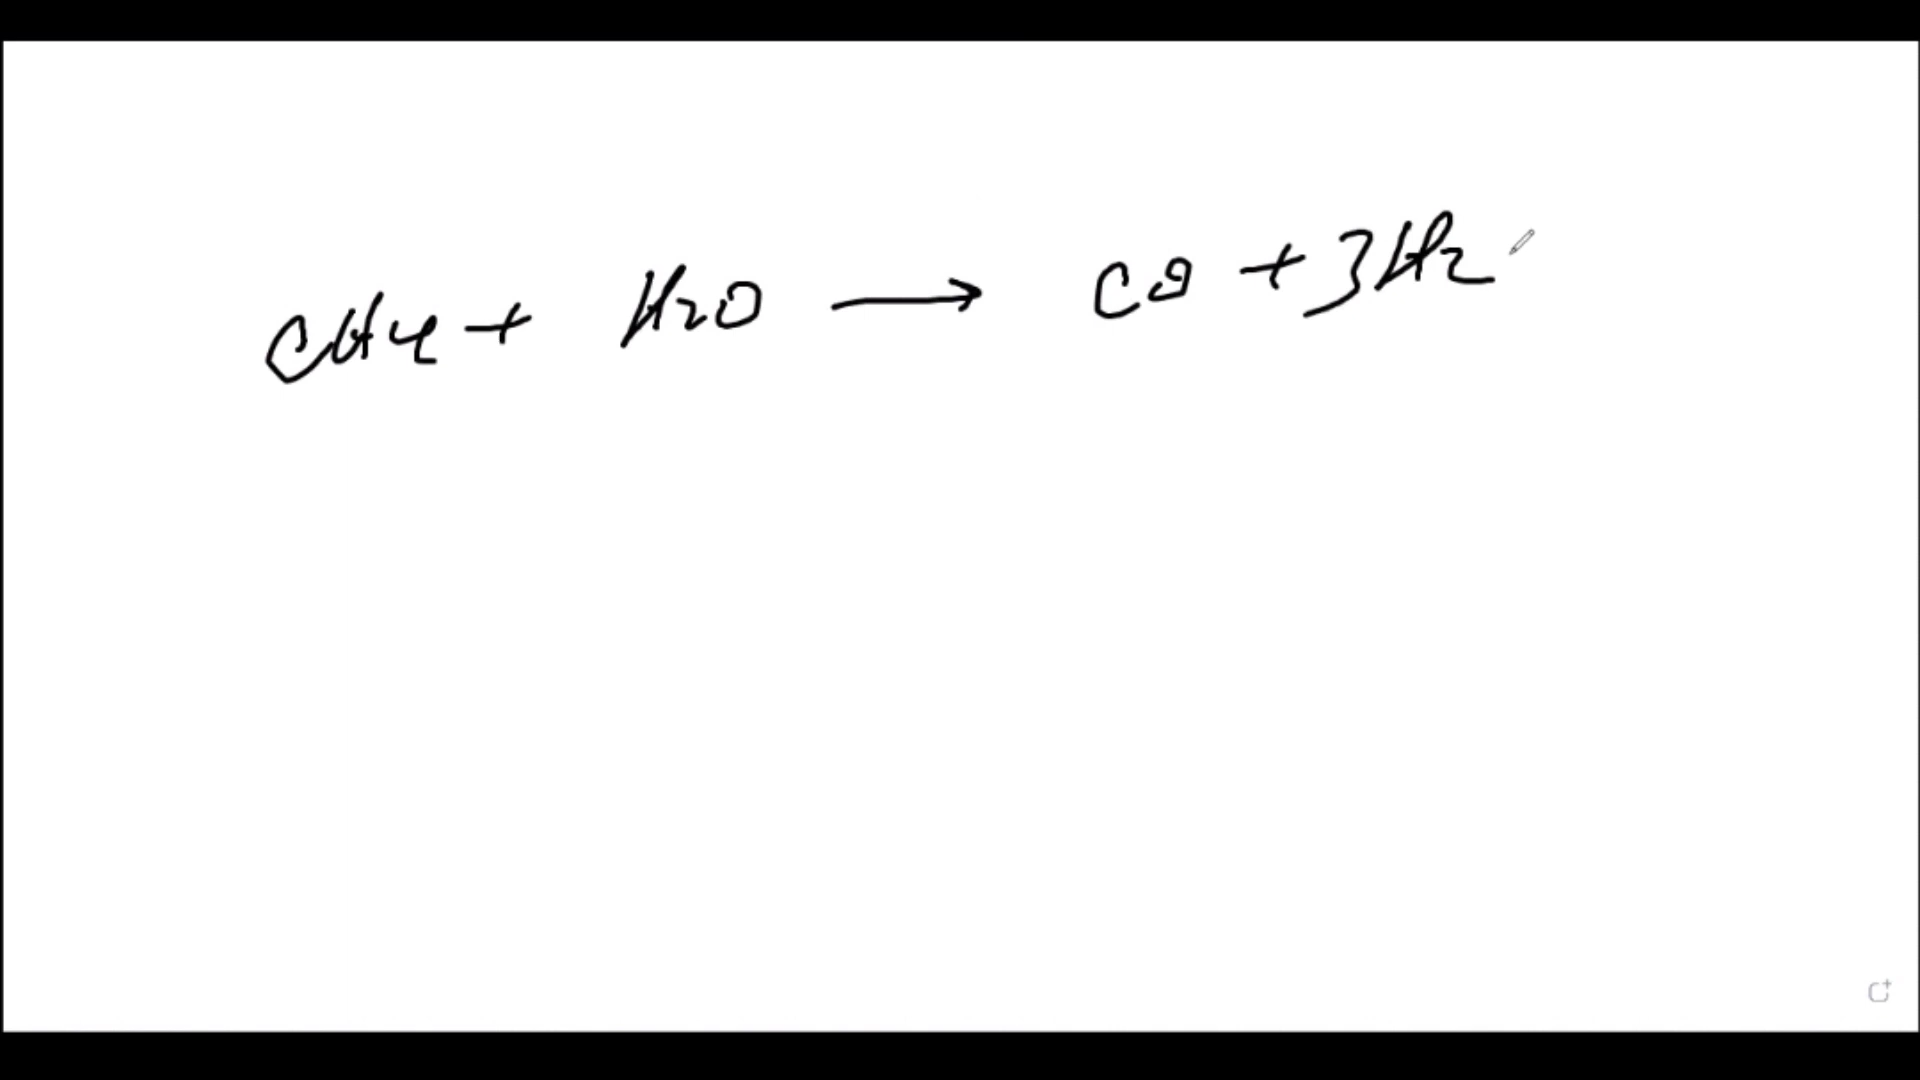 CH4 + H2O → CO + 3H2